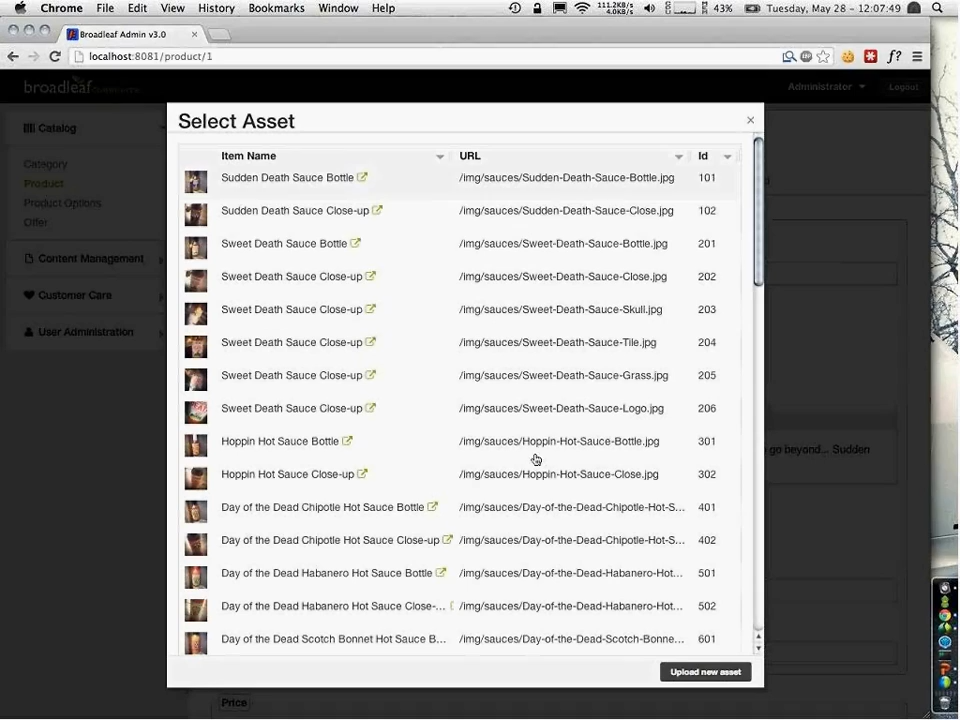 Chrome File Edit View History Bookmarks Window Help 111.2KB/s 4.0KB/s 43% Tuesday, May 28 - 12:07:49
Broadleaf Admin v3.0
localhost:8081/product/1 f?
broadleaf Administrator Logout
Select Asset
Catalog
Category
Product
Product Options
Offer
Content Management
Customer Care
User Administration
Item Name URL Id
Sudden Death Sauce Bottle /img/sauces/Sudden-Death-Sauce-Bottle.jpg 101
Sudden Death Sauce Close-up /img/sauces/Sudden-Death-Sauce-Close.jpg 102
Sweet Death Sauce Bottle /img/sauces/Sweet-Death-Sauce-Bottle.jpg 201
Sweet Death Sauce Close-up /img/sauces/Sweet-Death-Sauce-Close.jpg 202
Sweet Death Sauce Close-up /img/sauces/Sweet-Death-Sauce-Skull.jpg 203
Sweet Death Sauce Close-up /img/sauces/Sweet-Death-Sauce-Tile.jpg 204
Sweet Death Sauce Close-up /img/sauces/Sweet-Death-Sauce-Grass.jpg 205
Sweet Death Sauce Close-up /img/sauces/Sweet-Death-Sauce-Logo.jpg 206
Hoppin Hot Sauce Bottle /img/sauces/Hoppin-Hot-Sauce-Bottle.jpg 301
go beyond... Sudden
Hoppin Hot Sauce Close-up /img/sauces/Hoppin-Hot-Sauce-Close.jpg 302
Day of the Dead Chipotle Hot Sauce Bottle /img/sauces/Day-of-the-Dead-Chipotle-Hot-S... 401
Day of the Dead Chipotle Hot Sauce Close-up /img/sauces/Day-of-the-Dead-Chipotle-Hot-S... 402
Day of the Dead Habanero Hot Sauce Bottle /img/sauces/Day-of-the-Dead-Habanero-Hot... 501
Day of the Dead Habanero Hot Sauce Close-... /img/sauces/Day-of-the-Dead-Habanero-Hot... 502
Day of the Dead Scotch Bonnet Hot Sauce B... /img/sauces/Day-of-the-Dead-Scotch-Bonne... 601
Upload new asset
Price